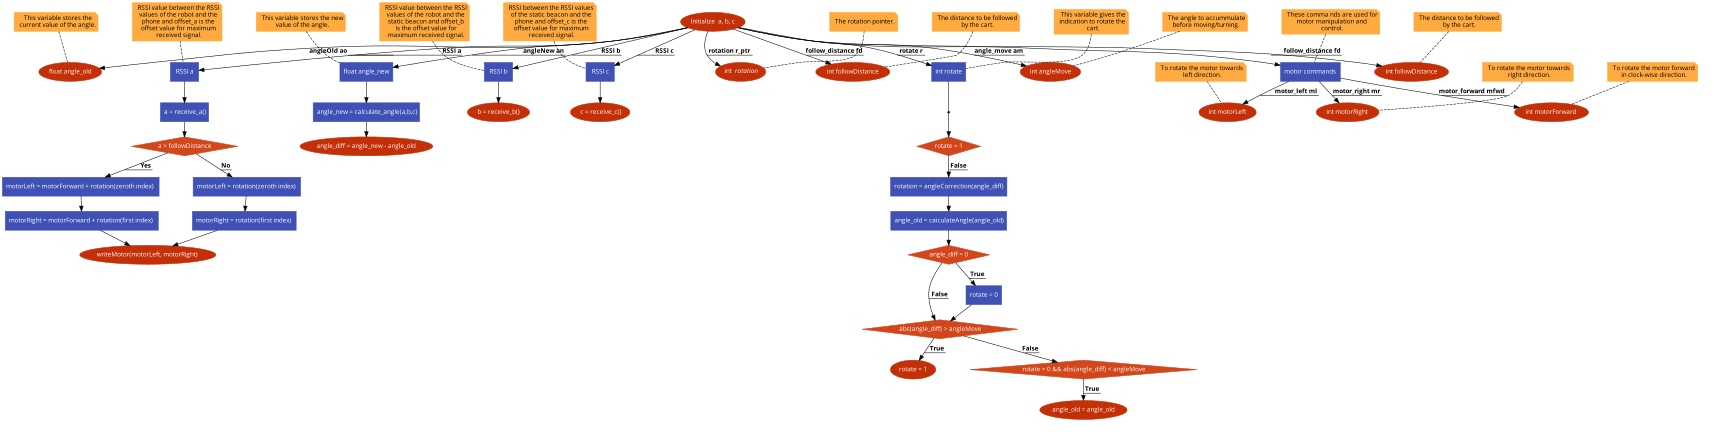 This variable stores the
current value of the angle.
RSSI value between the RSSI
values of the robot and the
phone and offset_a is the
offset value for maximum
received signal.
This variable stores the new
value of the angle.
RSSI value between the RSSI
values of the robot and the
static beacon and offset_b
is the offset value for
maximum received signal.
RSSI between the RSSI values
of the static beacon and the
phone and offset_c is the
offset value for maximum
received signal.
Initialize a, b, c
The rotation pointer.
The distance to be followed
by the cart.
This variable gives the
indication to rotate the
cart.
The angle to accummulate
before moving/turning.
These comma nds are used for
motor manipulation and
control.
The distance to be followed
by the cart.
angleOld ao
RSSI a
angleNew an
RSSI b
RSSI c
rotation r_ptr
follow_distance fd
rotate r
angle_move am
follow_distance fd
float angle_old
RSSI a
float angle_new
RSSI b
RSSI c
int rotation
int followDistance
int rotate
int angleMove
To rotate the motor towards
left direction.
motor commands
int followDistance
To rotate the motor towards
right direction.
To rotate the motor forward
in clock-wise direction.
motor_left ml
motor_right mr
motor_forward mfwd
a = receive_a()
angle_new = calculate_angle(a,b,c)
b = receive_b()
c = receive_c()
int motorLeft
int motorRight
int motorForward
a > followDistance
angle_diff = angle_new - angle_old
rotate = 1
Yes
No
False
motorLeft = motorForward + rotation(zeroth index)
motorLeft = rotation(zeroth index)
rotation = angleCorrection(angle_diff)
motorRight = motorForward + rotation(first index)
motorRight = rotation(first index)
angle_old = calculateAngle(angle_old)
writeMotor(motorLeft, motorRight)
angle_diff = 0
True
False
rotate = 0
abs(angle_diff) > angleMove
True
False
rotate = 1
rotate = 0 && abs(angle_diff) < angleMove
True
angle_old = angle_old